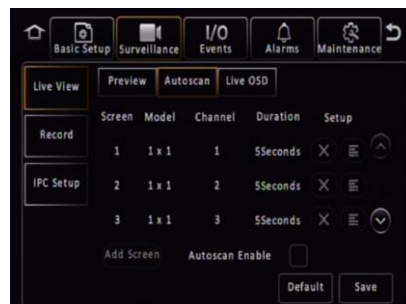 Basic Setup
Surveillance
I/O
Events
Alarms
Maintenance
Live View
Preview
Autoscan
Live OSD
Screen Model Channel Duration Setup
Record
1 1 x 1 1 5Seconds
IPC Setup
2 1 x 1 2 5Seconds
3 1 x 1 3 5Seconds
Add Screen Autoscan Enable
Default Save